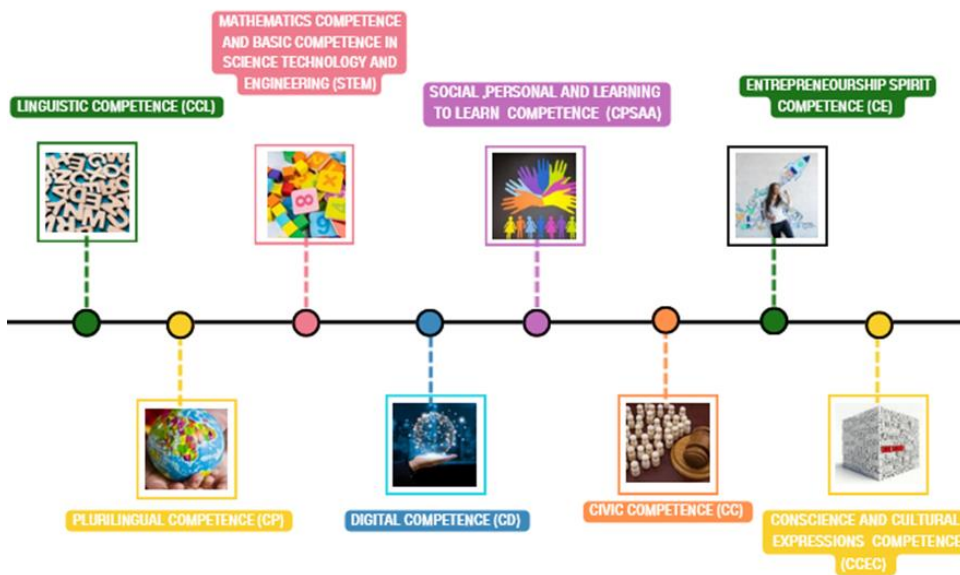 MATHEMATICS COMPETENCE
AND BASIC COMPETENCE IN
SCIENCE TECHNOLOGY AND
ENGINEERING (STEM)
LINGUISTIC COMPETENCE (CCL)
SOCIAL ,PERSONAL AND LEARNING
TO LEARN COMPETENCE (CPSAA)
ENTREPRENEOURSHIP SPIRIT
COMPETENCE (CE)
PLURILINGUAL COMPETENCE (CP)
DIGITAL COMPETENCE (CD)
CIVIC COMPETENCE (CC)
CONSCIENCE AND CULTURAL
EXPRESSIONS COMPETENCE
(CCEC)